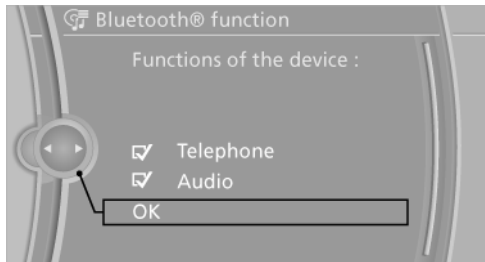 Bluetooth® function
Functions of the device :
Telephone
Audio
OK